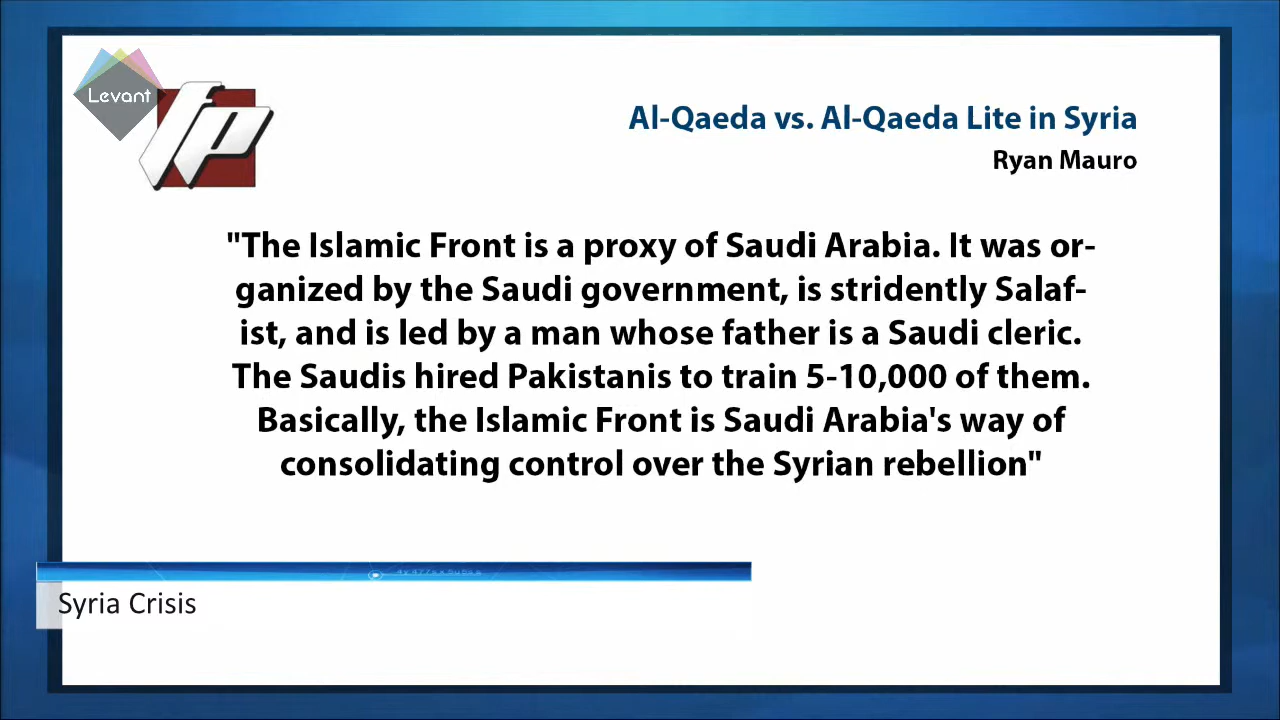 Levant
fp
Al-Qaeda vs. Al-Qaeda Lite in Syria
Ryan Mauro
"The Islamic Front is a proxy of Saudi Arabia. It was or-
ganized by the Saudi government, is stridently Salaf-
ist, and is led by a man whose father is a Saudi cleric.
The Saudis hired Pakistanis to train 5-10,000 of them.
Basically, the Islamic Front is Saudi Arabia's way of
consolidating control over the Syrian rebellion"
Syria Crisis